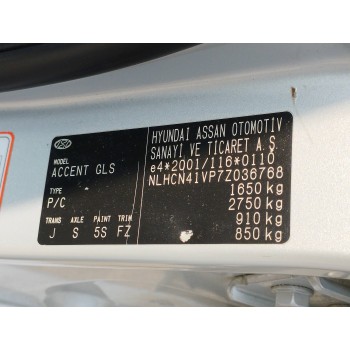 MODEL
ACCENT GLS
TYPE
P/C
TRANS AXLE PAINT TRIM
J S 5S FZ
HYUNDAI ASSAN OTOMOTİV
SANAYİ VE TİCARET A.Ş.
e4*2001/116*0110
NLHCN41VP7Z036768
1650 kg
2750 kg
910 kg
850 kg